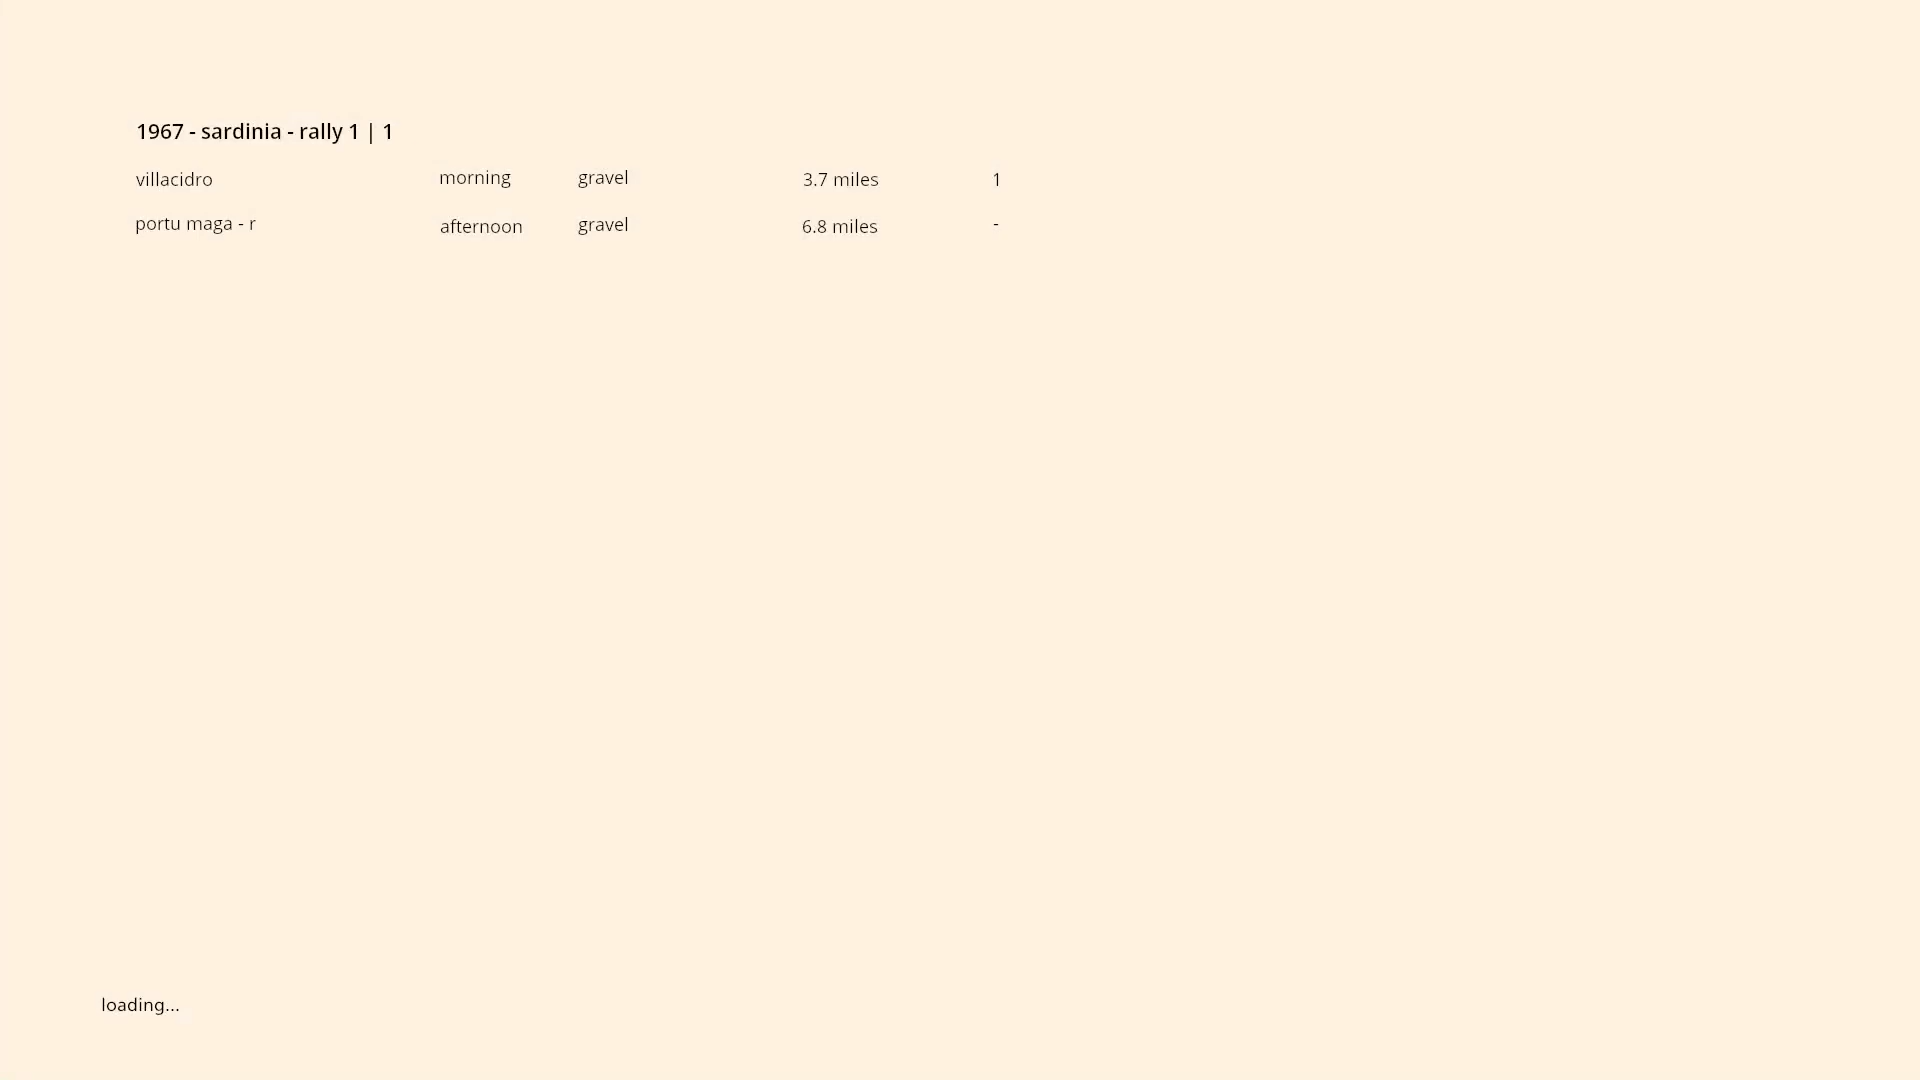 1967 - sardinia - rally 1 | 1
villacidro morning gravel 3.7 miles 1
portu maga - r afternoon gravel 6.8 miles -
loading...